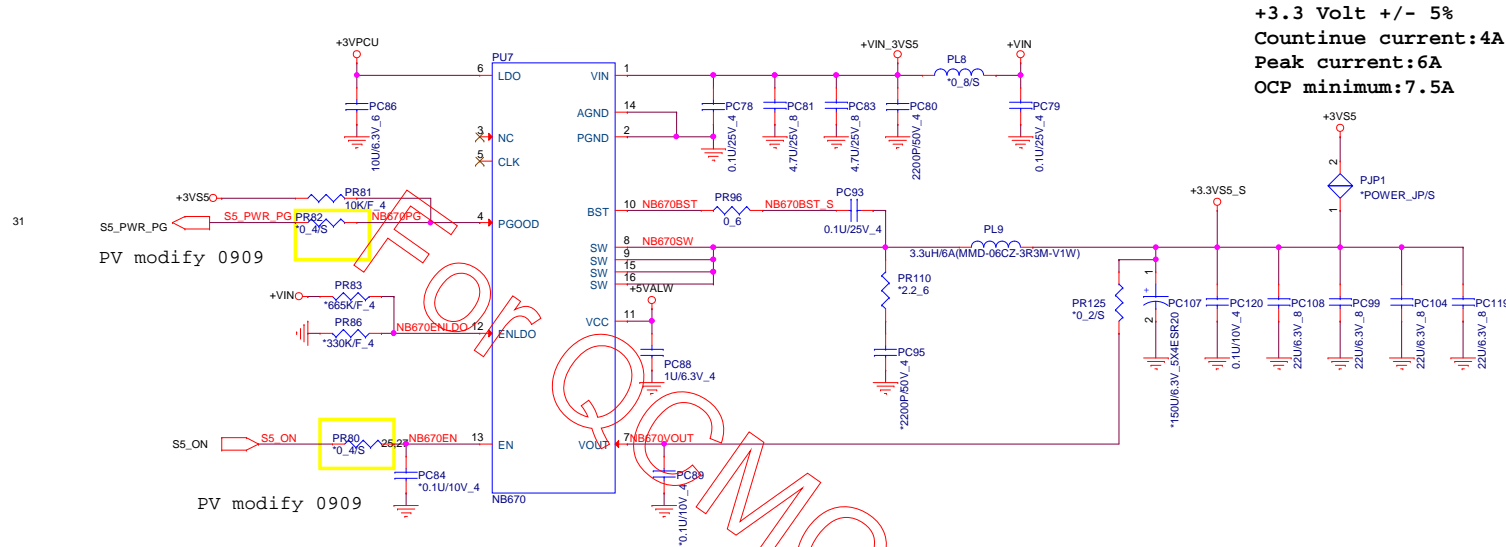 +3.3 Volt +/- 5%
Countinue current:4A
Peak current:6A
OCP minimum:7.5A
+3VPCU
PU7
+VIN_3VS5
PL8
*0_8/S
+VIN
6
LDO
VIN
1
PC86
10U/6.3V_6
AGND
14
PC78
0.1U/25V_4
PC81
4.7U/25V_8
PC83
4.7U/25V_8
PC80
2200P/50V_4
PC79
0.1U/25V_4
3
NC
PGND
2
5
CLK
+3VS5
2
PJP1
*POWER_JP/S
1
+3VS5
PR81
10K/F_4
31
S5_PWR_PG
S5_PWR_PG
PR82
*0_4/S
NB670PG
4
PGOOD
BST
10
NB670BST
PR96
0_6
NB670BST_S
PC93
0.1U/25V_4
+3.3VS5_S
PV modify 0909
SW
8
NB670SW
SW
9
SW
15
SW
16
PL9
3.3uH/6A(MMD-06CZ-3R3M-V1W)
+VIN
PR83
*665K/F_4
+5VALW
PR86
*330K/F_4
NB670ENLDO
12
ENLDO
VCC
11
PC88
1U/6.3V_4
PR110
*2.2_6
PC95
*2200P/50V_4
PR125
*0_2/S
1
+
PC107
2
*150U/6.3V_5X4ESR20
PC120
0.1U/10V_4
PC108
22U/6.3V_8
PC99
22U/6.3V_8
PC104
22U/6.3V_8
PC119
22U/6.3V_8
S5_ON
S5_ON
PR80
*0_4/S
25,27
NB670EN
13
EN
VOUT
7
NB670VOUT
PC84
*0.1U/10V_4
PC89
*0.1U/10V_4
PV modify 0909
NB670
For QCMC